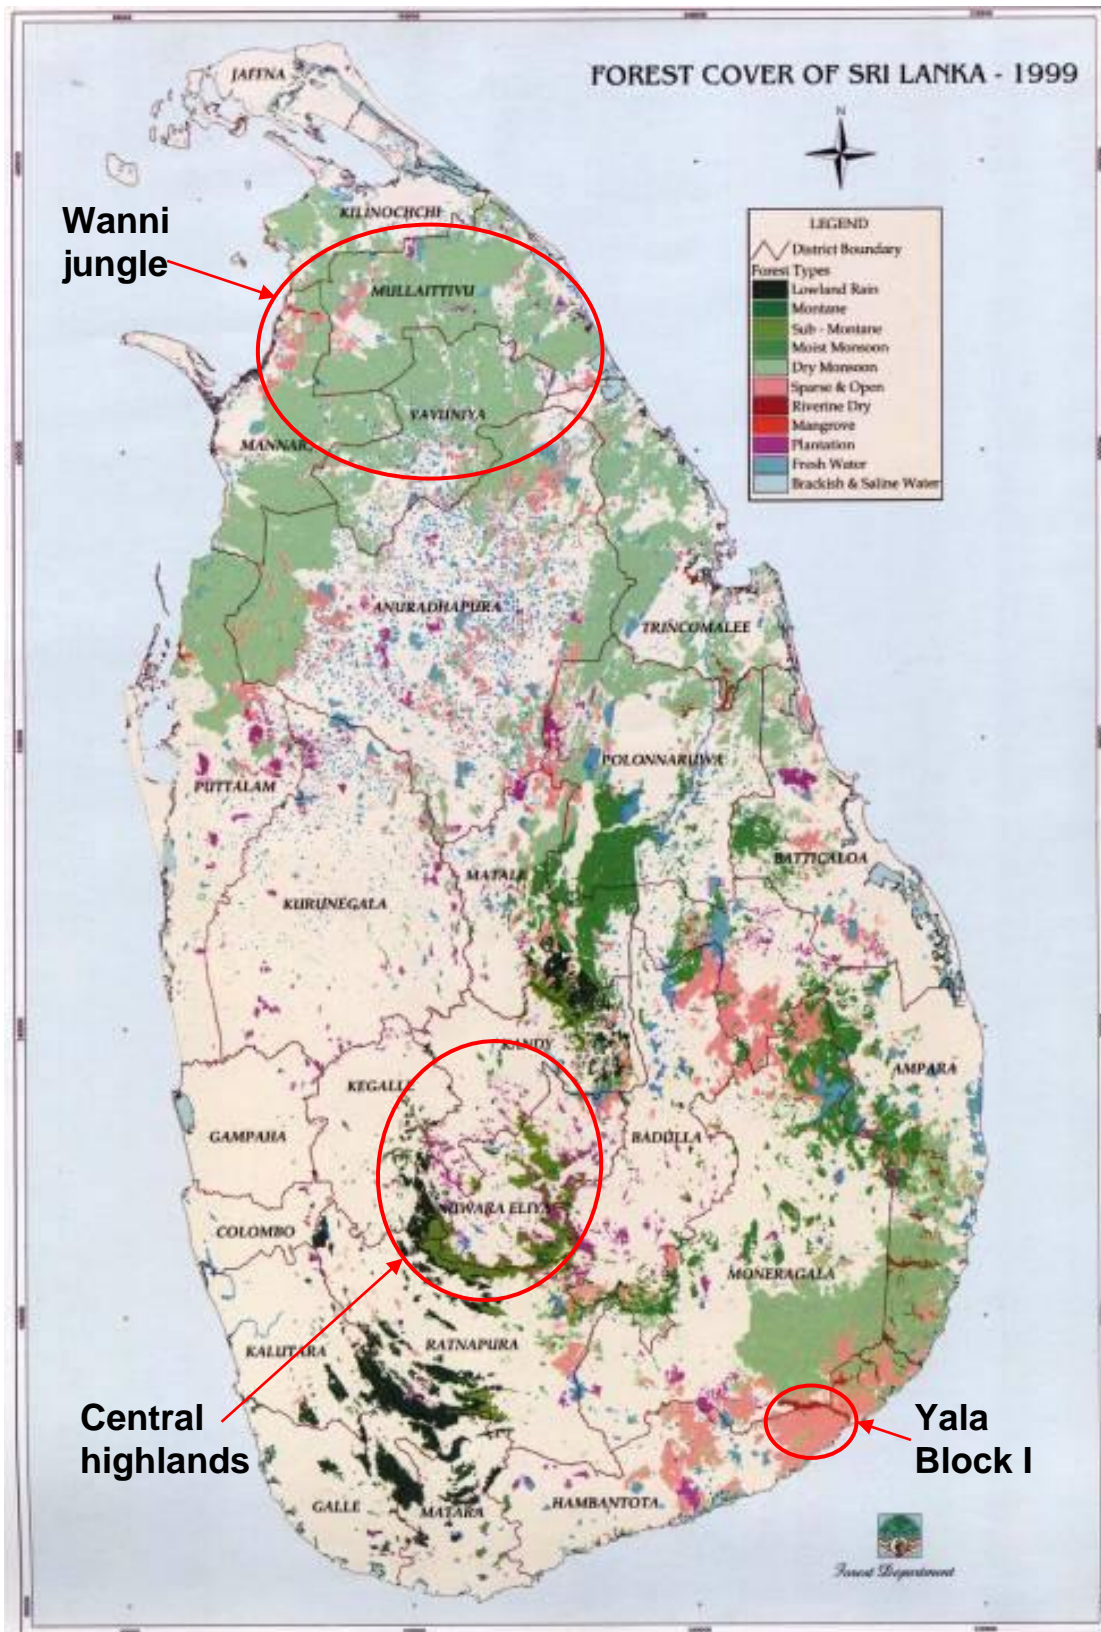 FOREST COVER OF SRI LANKA - 1999
N
JAFFNA
KILINOCHCHI
Wanni
jungle
LEGEND
District Boundary
Forest Types
Lowland Rain
Montane
Sub - Montane
Moist Monsoon
Dry Monsoon
Sparse & Open
Riverine Dry
Mangrove
Plantation
Fresh Water
Brackish & Saline Water
MULLAITTIVU
VAVUNIYA
MANNAR
ANURADHAPURA
TRINCOMALEE
POLONNARUWA
PUTTALAM
BATTICALOA
MATALE
KURUNEGALA
KANDY
AMPARA
KEGALLE
GAMPAHA
BADULLA
NUWARA ELIYA
COLOMBO
MONERAGALA
RATNAPURA
KALUTARA
Central
highlands
Yala
Block I
GALLE
MATARA
HAMBANTOTA
Forest Department